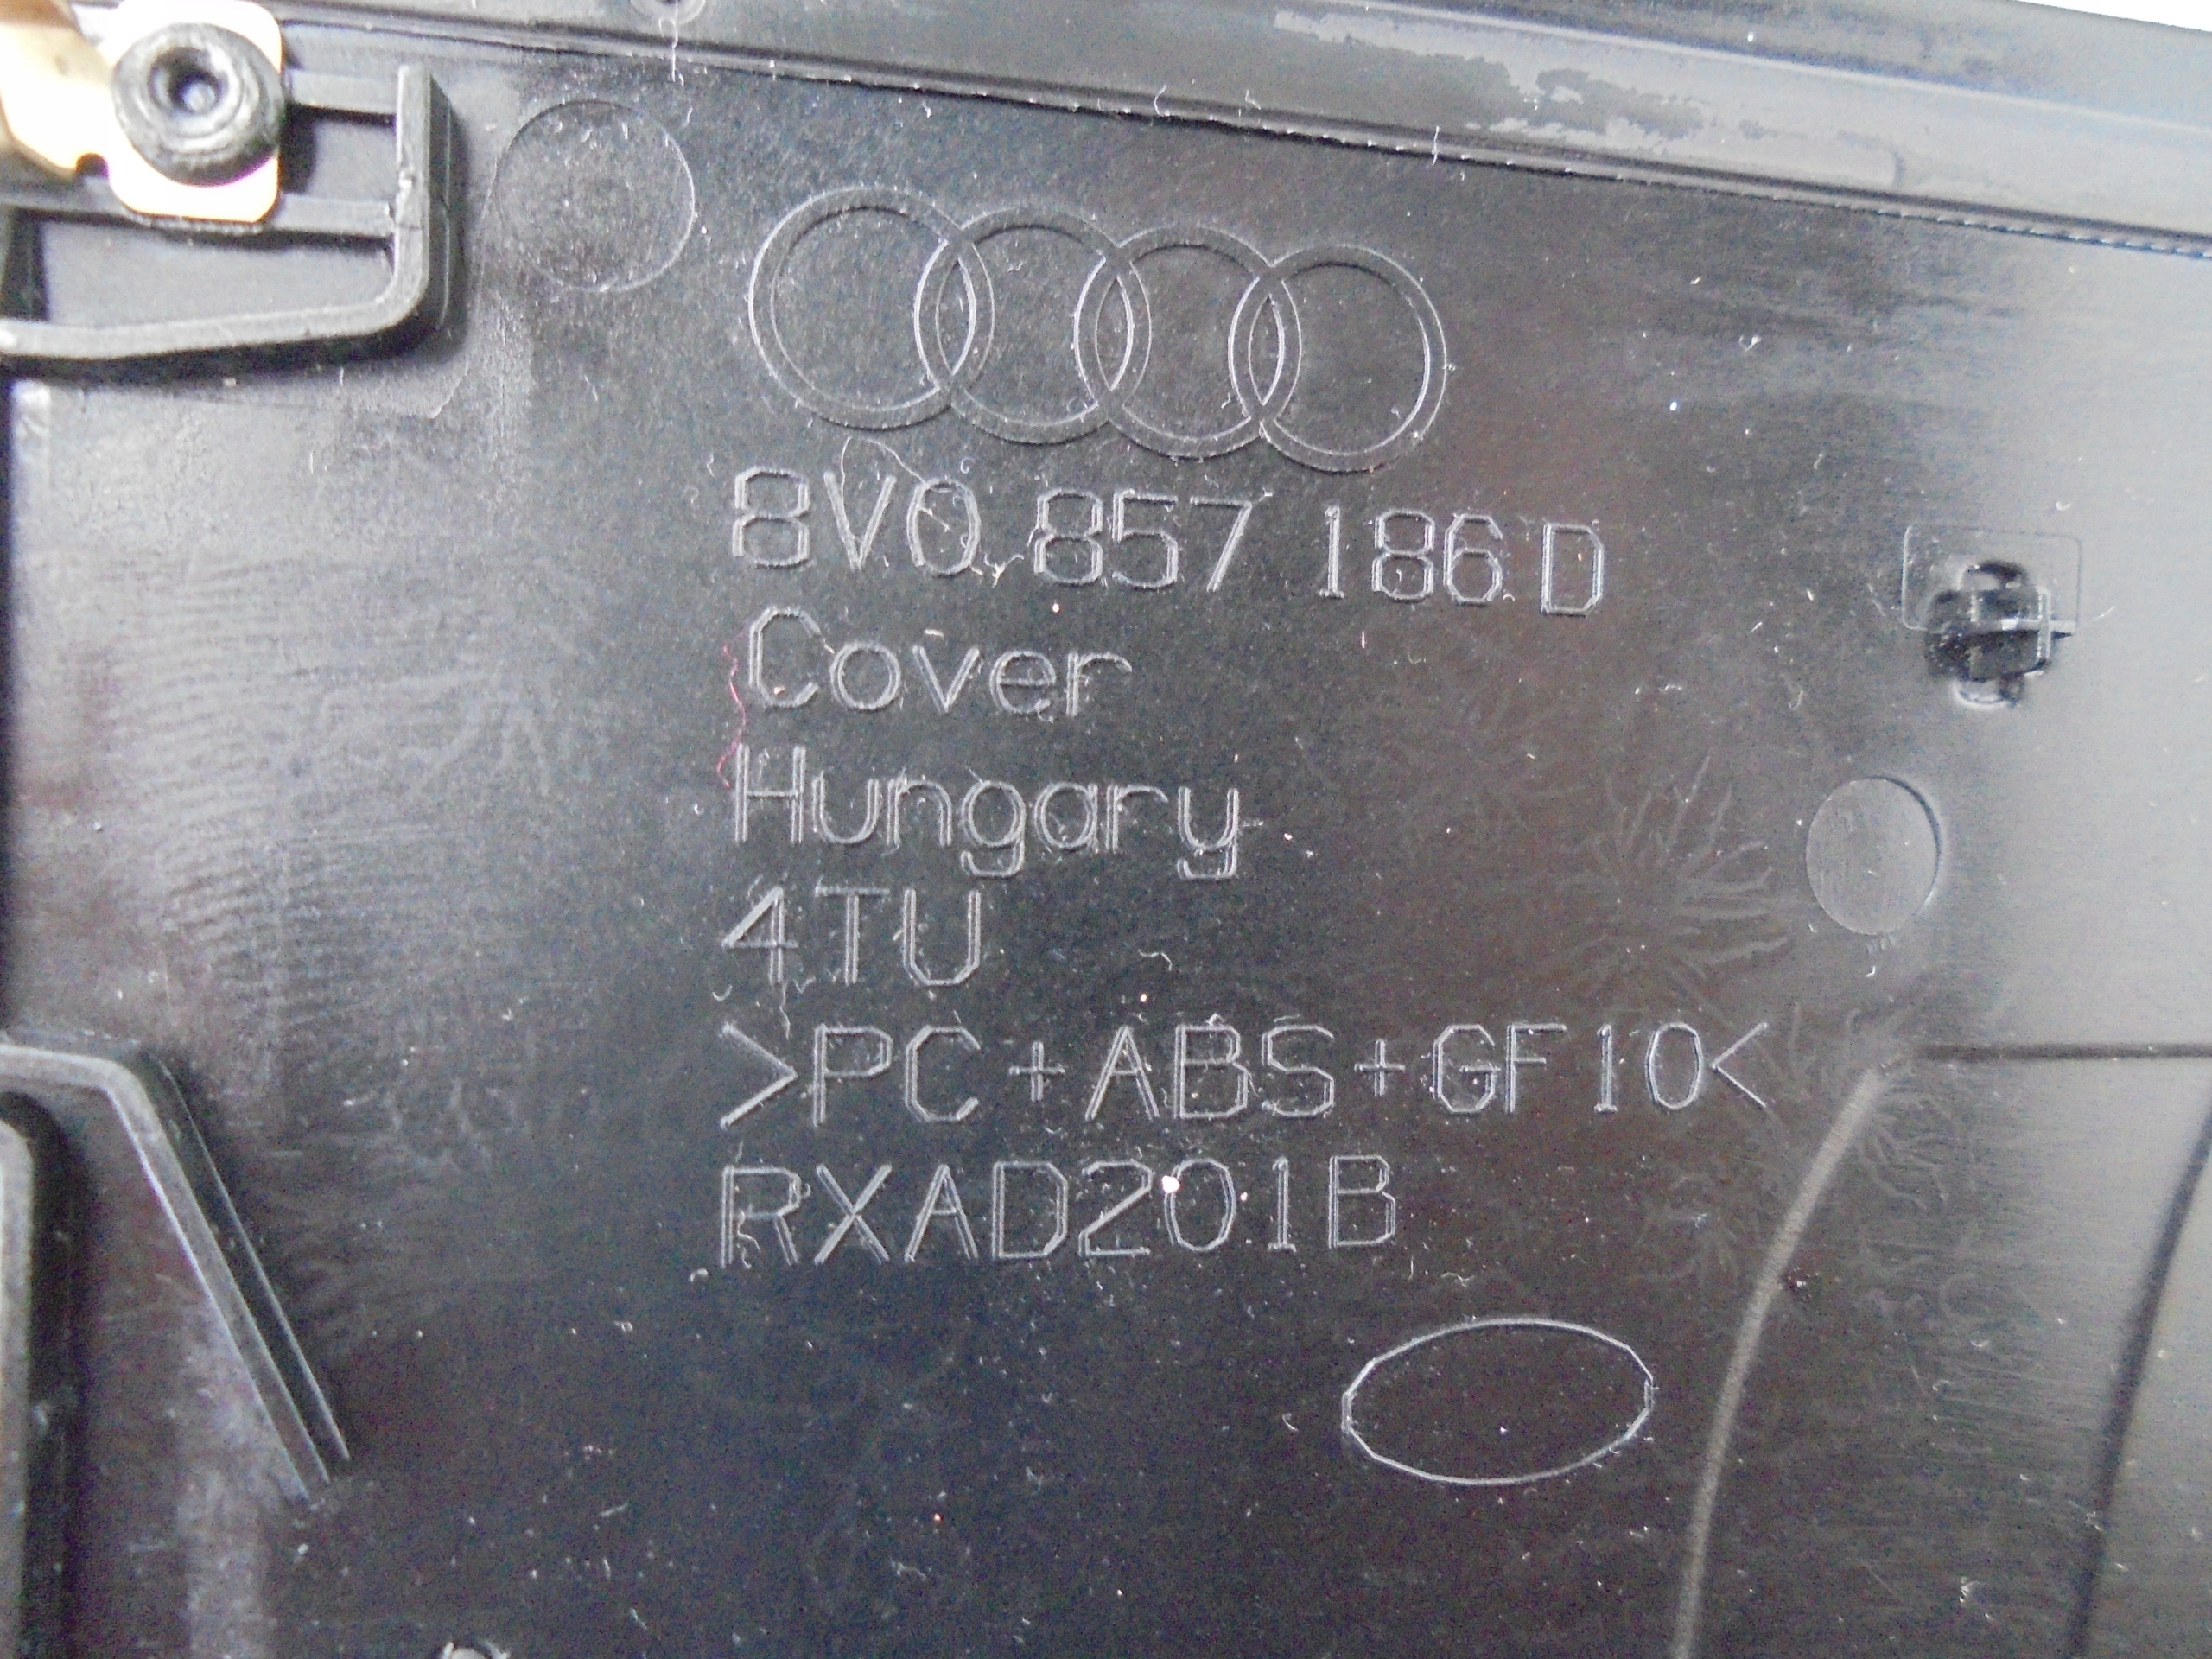 8V0 857 186 D
Cover
Hungary
4TU
>PC+ABS+GF10<
RXAD201B